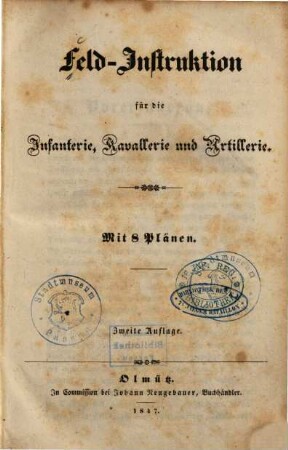 Feld-Instruktion
für die
Infanterie, Kavallerie und Artillerie.
Mit 8 Plänen.
Stadtmuseum
Zweite Auflage.
Olmütz.
In Commission bei Johann Neugebauer, Buchhändler.
1847.